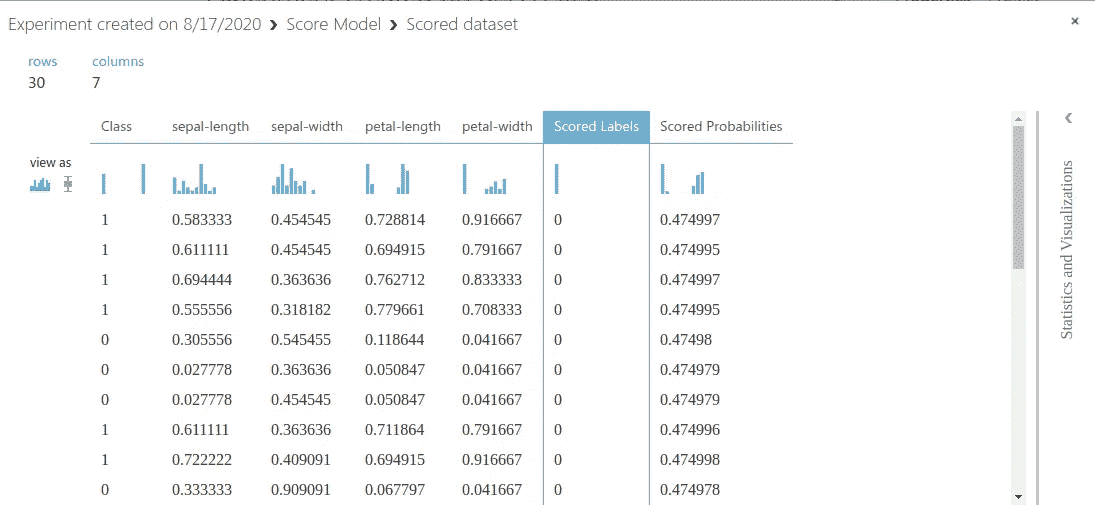 Experiment created on 8/17/2020 › Score Model › Scored dataset
rows columns
30 7
Class sepal-length sepal-width petal-length petal-width Scored Labels Scored Probabilities
view as
1 0.583333 0.454545 0.728814 0.916667 0 0.474997
1 0.611111 0.454545 0.694915 0.791667 0 0.474995
1 0.694444 0.363636 0.762712 0.833333 0 0.474997
1 0.555556 0.318182 0.779661 0.708333 0 0.474995
0 0.305556 0.545455 0.118644 0.041667 0 0.47498
0 0.027778 0.363636 0.050847 0.041667 0 0.474979
0 0.027778 0.454545 0.050847 0.041667 0 0.474979
1 0.611111 0.363636 0.711864 0.791667 0 0.474996
1 0.722222 0.409091 0.694915 0.916667 0 0.474998
0 0.333333 0.909091 0.067797 0.041667 0 0.474978
Statistics and Visualizations